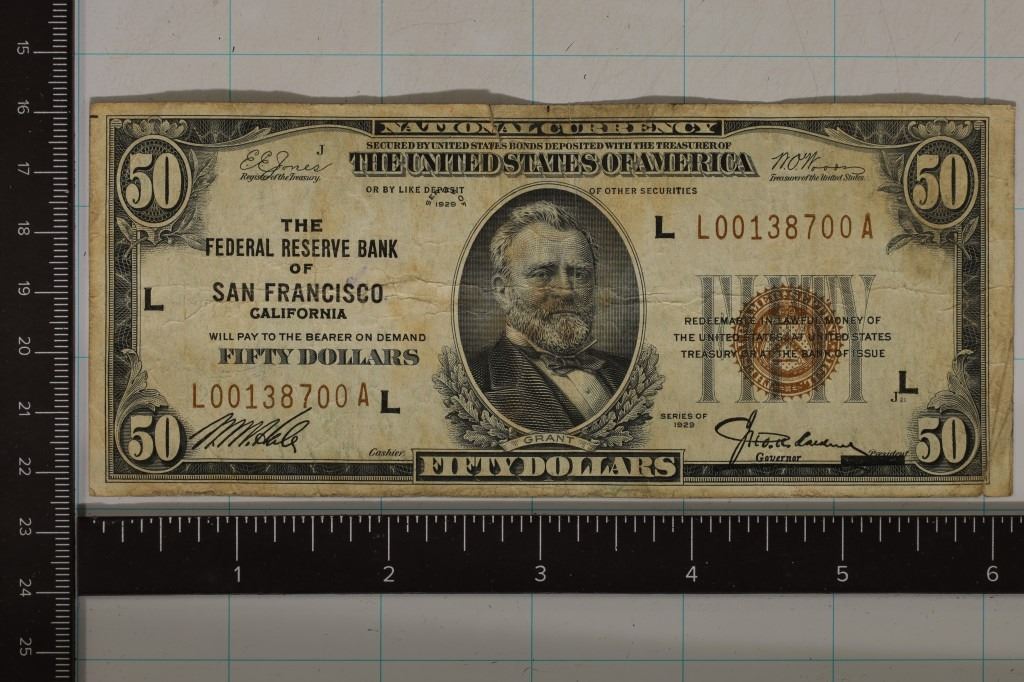 NATIONAL CURRENCY
SECURED BY UNITED STATES BONDS DEPOSITED WITH THE TREASURER OF
THE UNITED STATES OF AMERICA
OR BY LIKE DEPOSIT OF OTHER SECURITIES
50
50
E.E. Jones
J
Register of the Treasury.
Treasurer of the United States.
SERIES OF
1929
THE
FEDERAL RESERVE BANK
OF
SAN FRANCISCO
CALIFORNIA
WILL PAY TO THE BEARER ON DEMAND
FIFTY DOLLARS
L
L00138700A
L
L
L00138700A
FIFTY
REDEEMABLE IN LAWFUL MONEY OF
THE UNITED STATES AT UNITED STATES
TREASURY OR AT THE BANK OF ISSUE
L
J21
SERIES OF
1929
GRANT
Cashier
Governor
President
50
FIFTY DOLLARS
50
15
16
17
18
19
20
21
22
23
24
25
1 2 3 4 5 6